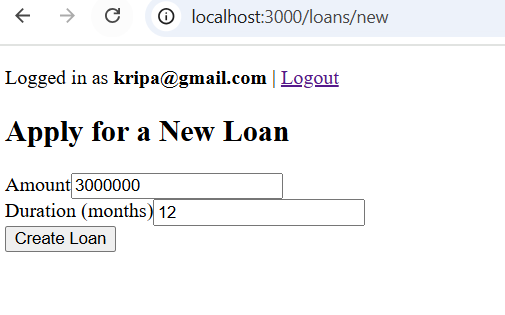 localhost:3000/loans/new
Logged in as kripa@gmail.com | Logout
Apply for a New Loan
Amount 3000000
Duration (months) 12
Create Loan